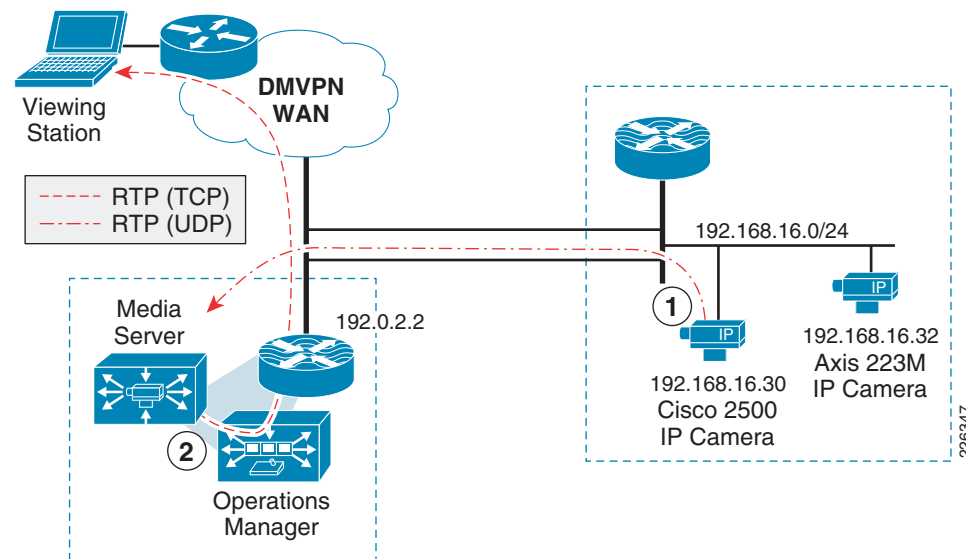 Viewing
Station
DMVPN
WAN
RTP (TCP)
RTP (UDP)
192.168.16.0/24
1
IP
IP
Media
Server
192.0.2.2
192.168.16.32
Axis 223M
IP Camera
192.168.16.30
Cisco 2500
IP Camera
2
Operations
Manager
226347